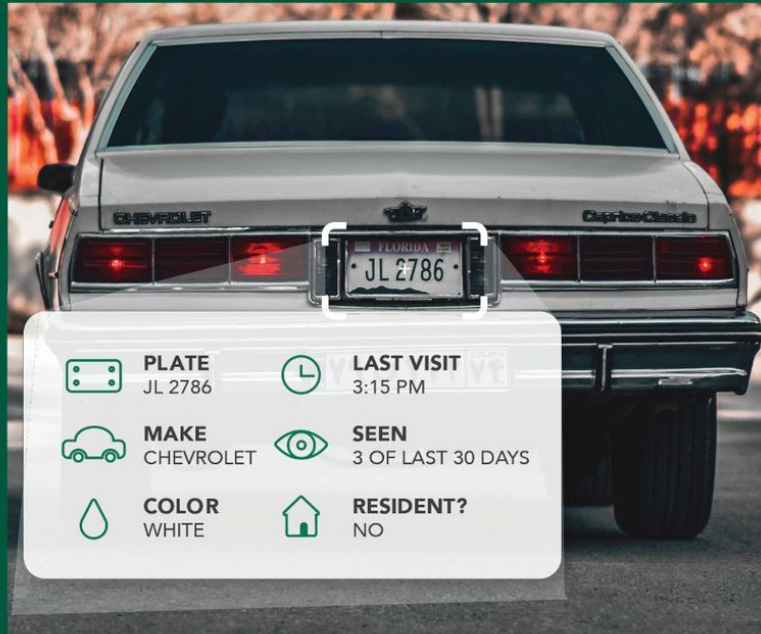 CHEVROLET
Caprice Classic
FLORIDA
JL 2786
PLATE
JL 2786
LAST VISIT
3:15 PM
MAKE
CHEVROLET
SEEN
3 OF LAST 30 DAYS
COLOR
WHITE
RESIDENT?
NO